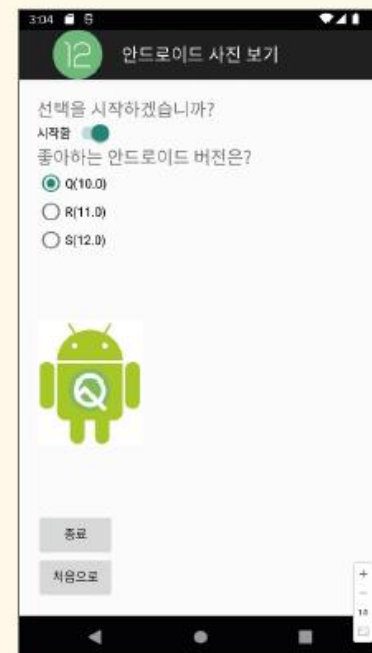 3:04
12
안드로이드 사진 보기
선택을 시작하겠습니까?
시작함
좋아하는 안드로이드 버전은?
Q(10.0)
R(11.0)
S(12.0)
Q
종료
처음으로